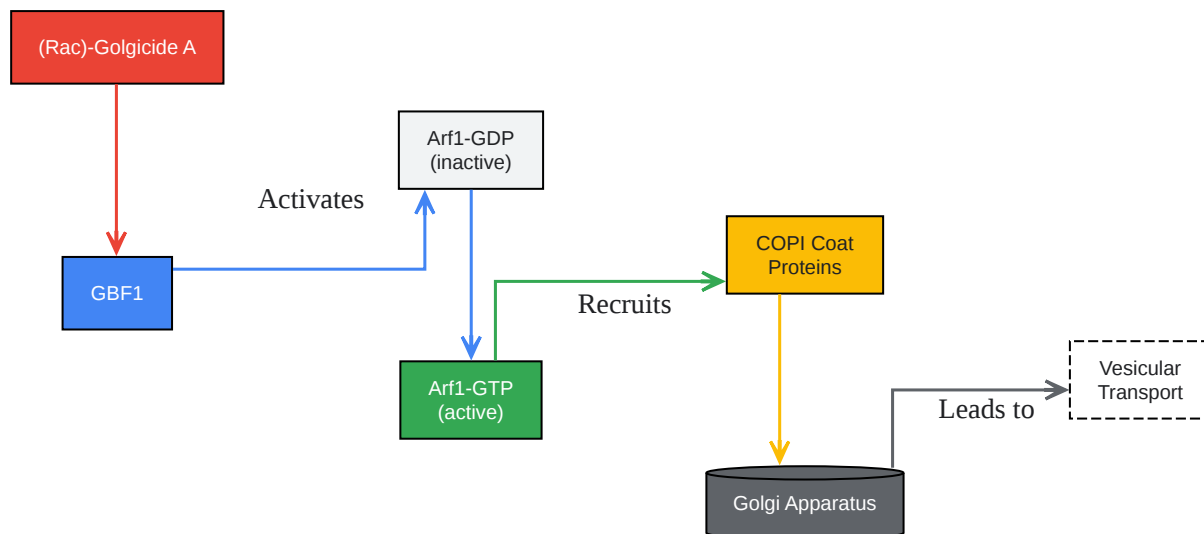 (Rac)-Golgicide A
Arf1-GDP
(inactive)
Activates
GBF1
COPI Coat
Proteins
Recruits
Arf1-GTP
(active)
Vesicular
Transport
Leads to
Golgi Apparatus